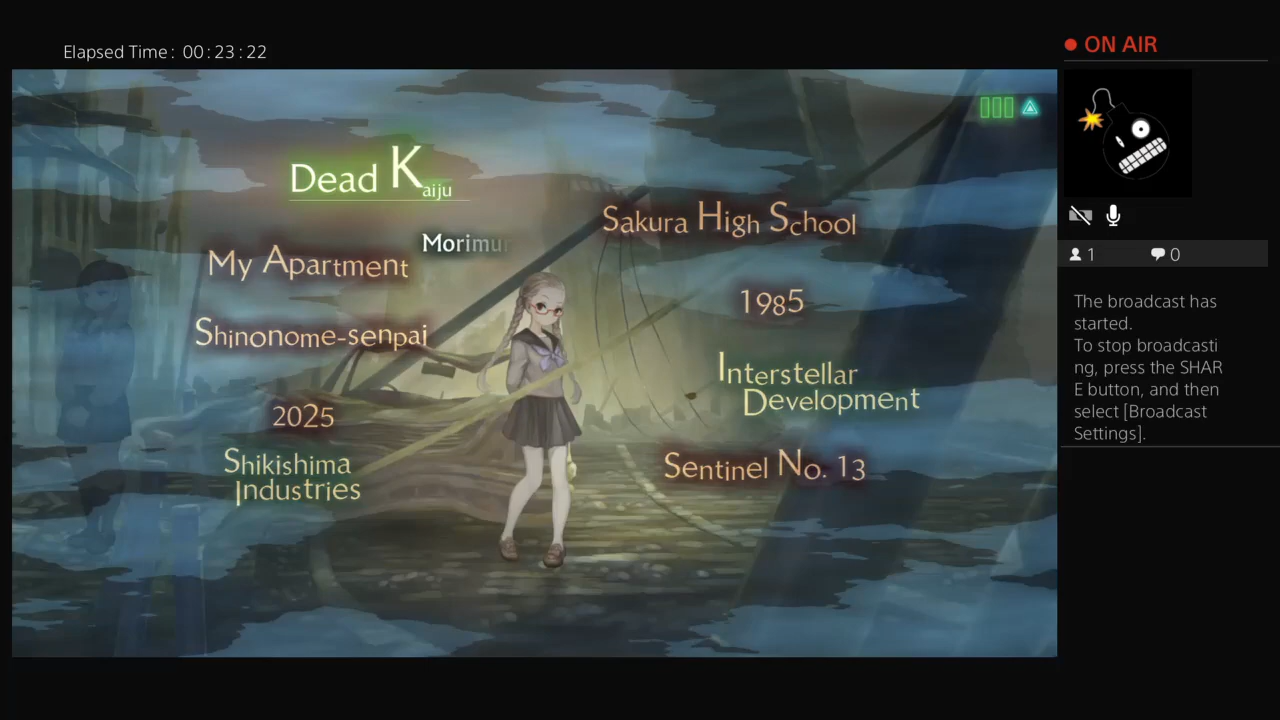 Elapsed Time: 00:23:22
ON AIR
Dead Kaiju
Sakura High School
My Apartment
1985
Shinonome-senpai
Interstellar
Development
2025
Shikishima
Industries
Sentinel No. 13
1
0
The broadcast has
started.
To stop broadcasti
ng, press the SHAR
E button, and then
select [Broadcast
Settings].